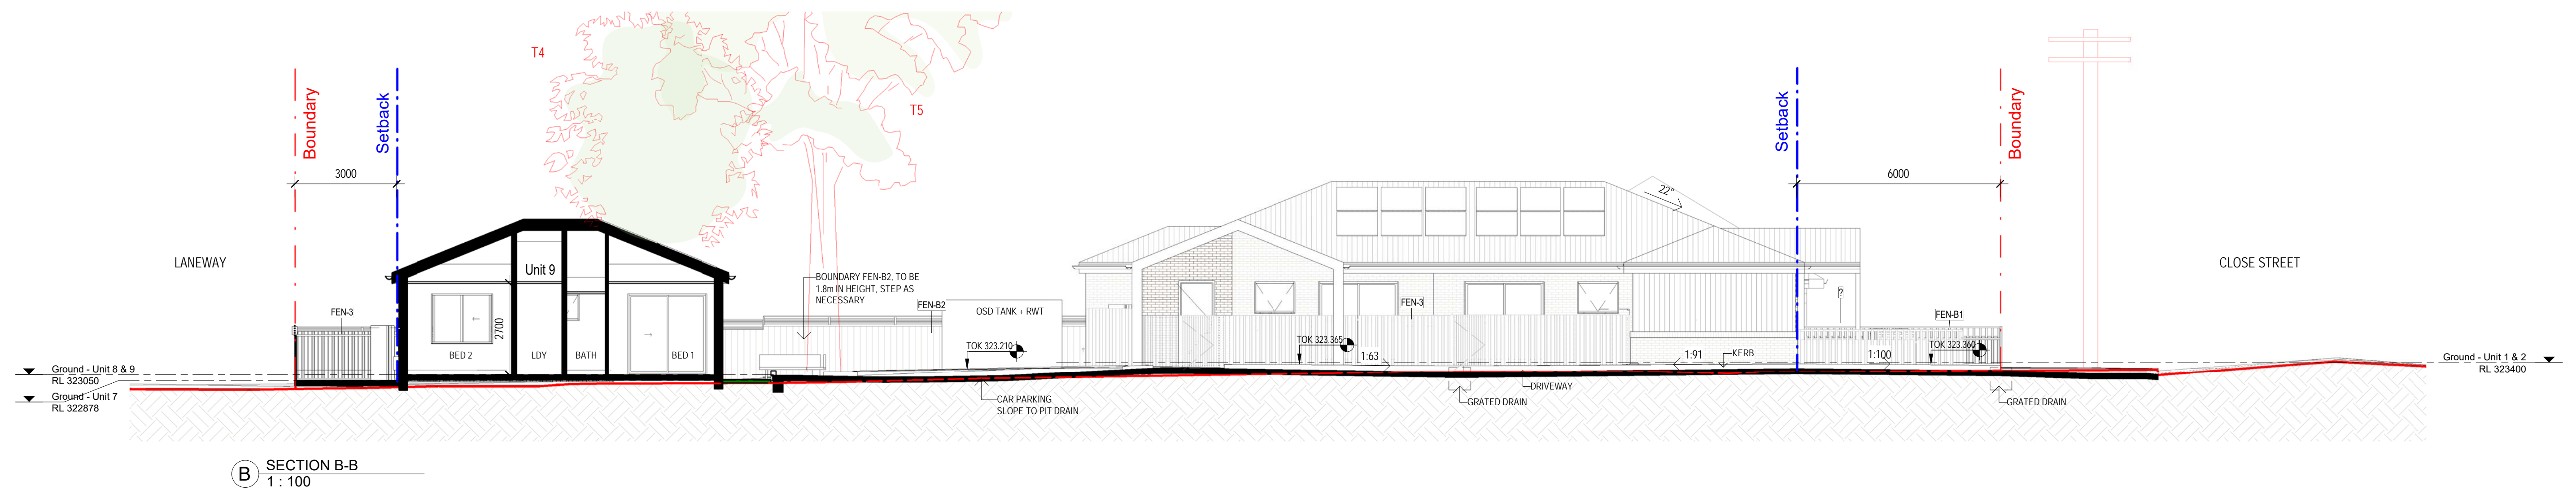 T4
T5
Boundary
Setback
Setback
Boundary
3000
6000
22°
LANEWAY
CLOSE STREET
Unit 9
BOUNDARY FEN-B2, TO BE
1.8m IN HEIGHT, STEP AS
NECESSARY
FEN-B2
OSD TANK + RWT
FEN-3
FEN-3
FEN-B1
?
2700
BED 2
LDY
BATH
BED 1
TOK 323.210
TOK 323.365
TOK 323.360
1:63
1:91
KERB
1:100
Ground - Unit 8 & 9
RL 323050
Ground - Unit 7
RL 322878
Ground - Unit 1 & 2
RL 323400
DRIVEWAY
CAR PARKING
SLOPE TO PIT DRAIN
GRATED DRAIN
GRATED DRAIN
B
SECTION B-B
1 : 100